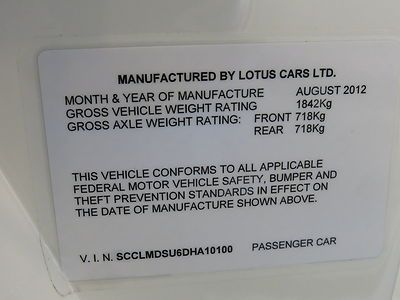 MANUFACTURED BY LOTUS CARS LTD.
MONTH & YEAR OF MANUFACTURE AUGUST 2012
GROSS VEHICLE WEIGHT RATING 1842Kg
GROSS AXLE WEIGHT RATING: FRONT 718Kg
REAR 718Kg
THIS VEHICLE CONFORMS TO ALL APPLICABLE
FEDERAL MOTOR VEHICLE SAFETY, BUMPER AND
THEFT PREVENTION STANDARDS IN EFFECT ON
THE DATE OF MANUFACTURE SHOWN ABOVE.
V. I. N. SCCLMDSU6DHA10100 PASSENGER CAR